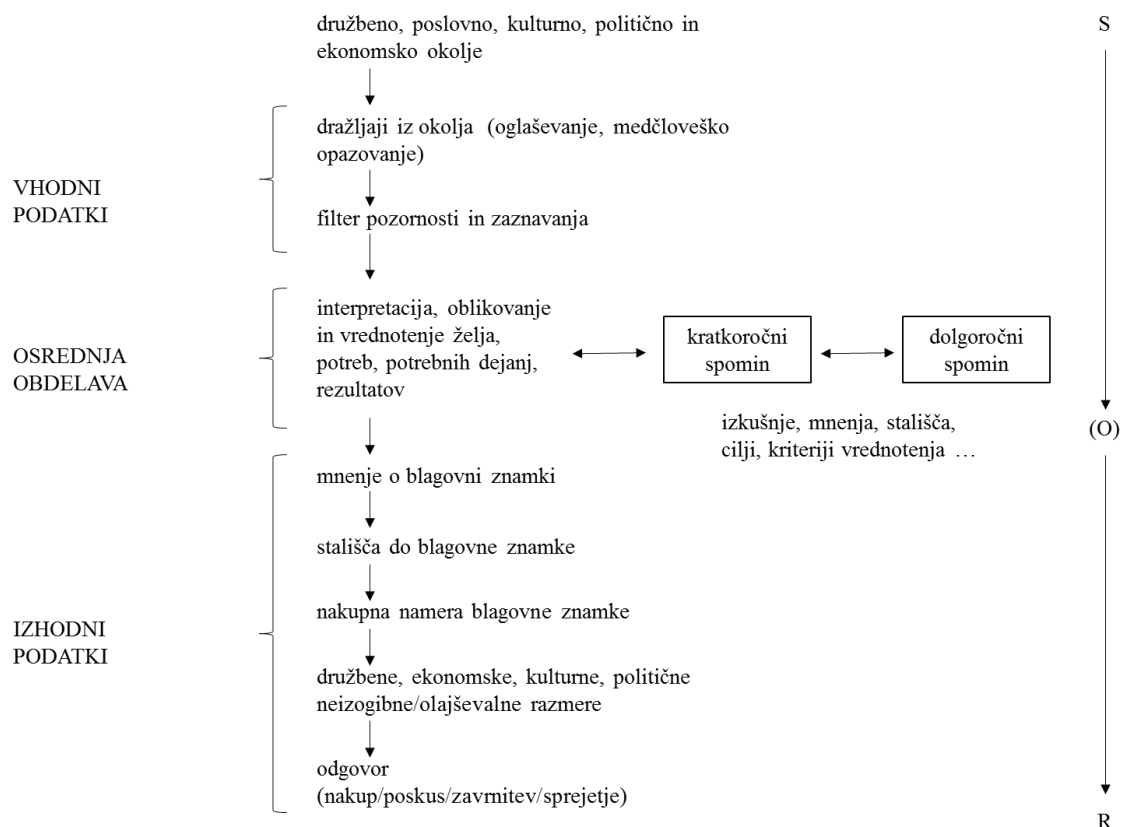 družbeno, poslovno, kulturno, politično in
ekonomsko okolje
S
dražljaji iz okolja (oglaševanje, medčloveško
opazovanje)
VHODNI
PODATKI
filter pozornosti in zaznavanja
interpretacija, oblikovanje
in vrednotenje želja,
potreb, potrebnih dejanj,
rezultatov
OSREDNJA
OBDELAVA
kratkoročni
spomin
dolgoročni
spomin
izkušnje, mnenja, stališča,
cilji, kriteriji vrednotenja …
(O)
mnenje o blagovni znamki
stališča do blagovne znamke
nakupna namera blagovne znamke
IZHODNI
PODATKI
družbene, ekonomske, kulturne, politične
neizogibne/olajševalne razmere
odgovor
(nakup/poskus/zavrnitev/sprejetje)
R